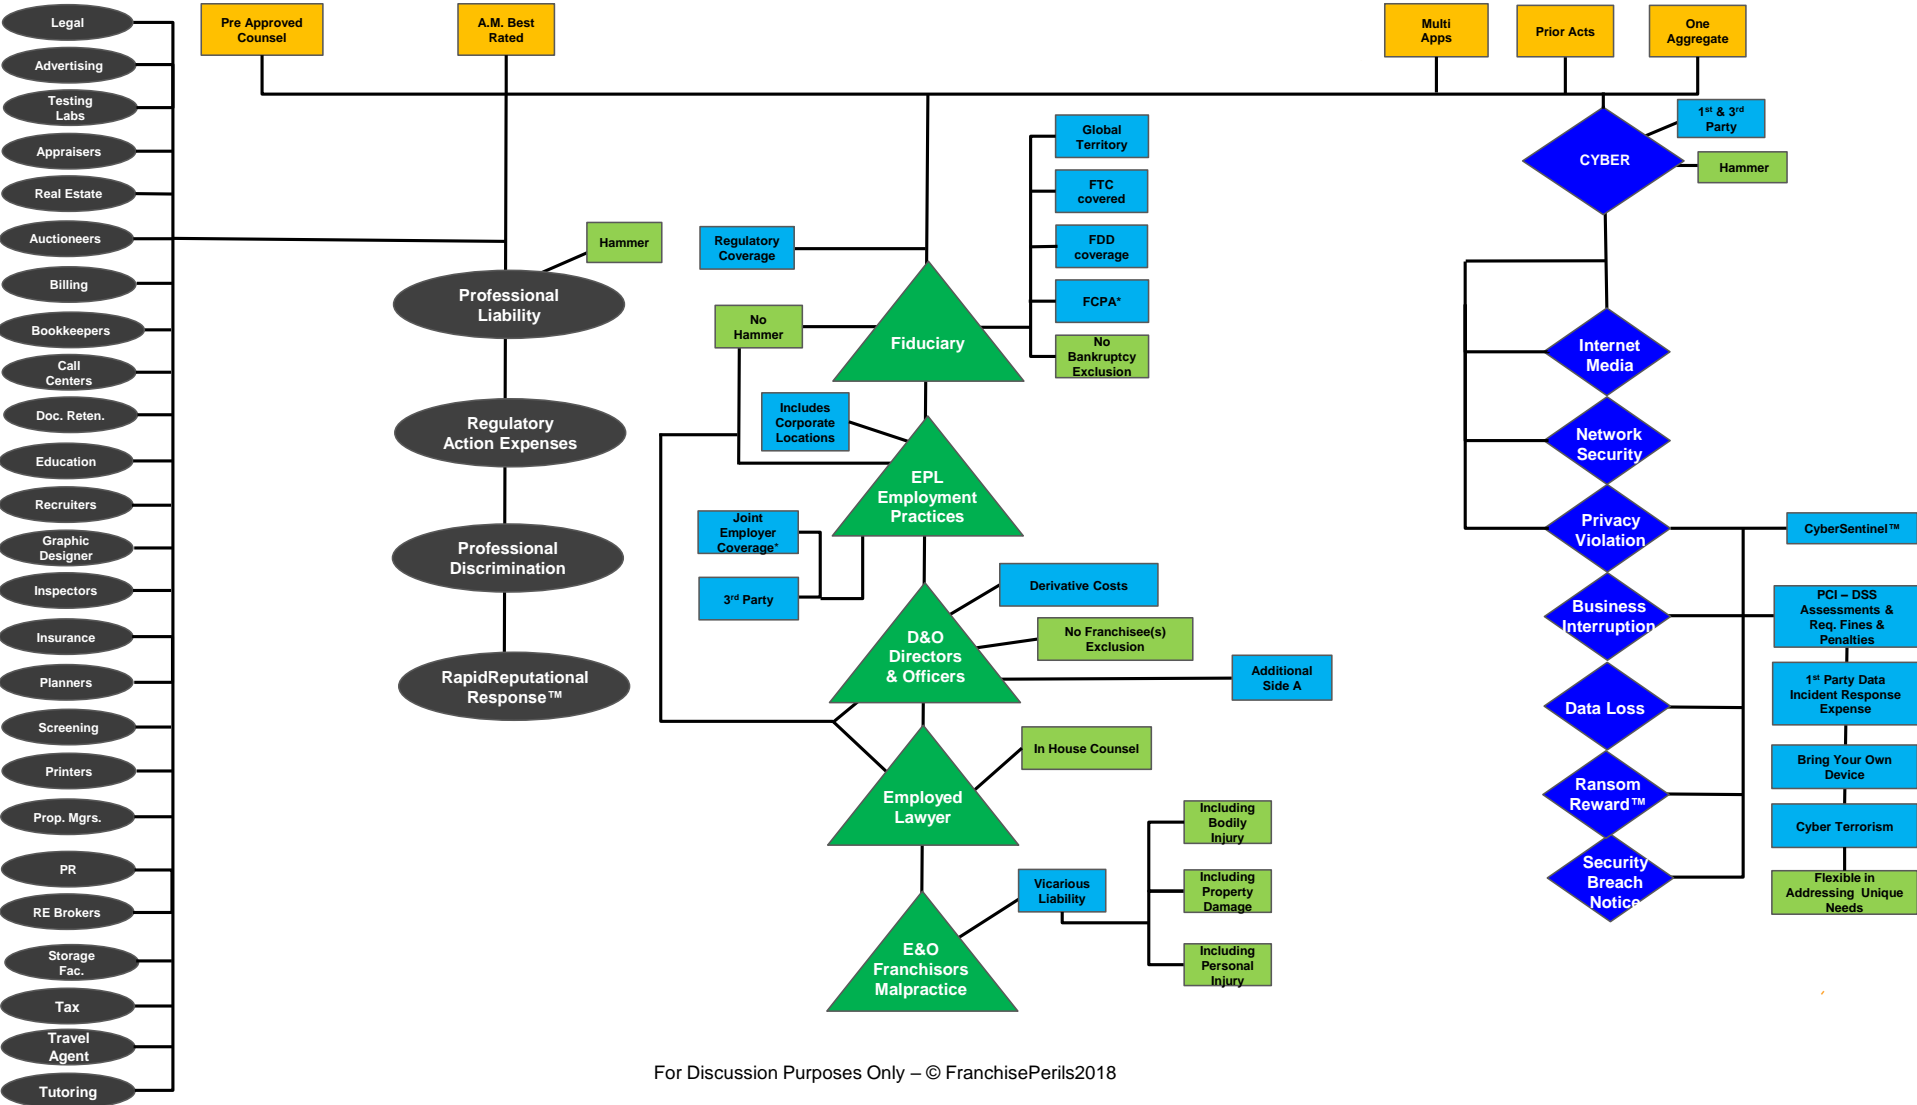 Legal
Advertising
Testing
Labs
Appraisers
Real Estate
Auctioneers
Billing
Bookkeepers
Call
Centers
Doc. Reten.
Education
Recruiters
Graphic
Designer
Inspectors
Insurance
Planners
Screening
Printers
Prop. Mgrs.
PR
RE Brokers
Storage
Fac.
Tax
Travel
Agent
Tutoring
Pre Approved
Counsel
A.M. Best
Rated
Hammer
Professional
Liability
Regulatory
Action Expenses
Professional
Discrimination
RapidReputational
Response™
Regulatory
Coverage
No
Hammer
Fiduciary
Global
Territory
FTC
covered
FDD
coverage
FCPA*
No
Bankruptcy
Exclusion
Includes
Corporate
Locations
EPL
Employment
Practices
Joint
Employer
Coverage*
3rd Party
D&O
Directors
& Officers
Derivative Costs
No Franchisee(s)
Exclusion
Additional
Side A
Employed
Lawyer
In House Counsel
E&O
Franchisors
Malpractice
Vicarious
Liability
Including
Bodily
Injury
Including
Property
Damage
Including
Personal
Injury
Multi
Apps
Prior Acts
One
Aggregate
CYBER
1st & 3rd
Party
Hammer
Internet
Media
Network
Security
Privacy
Violation
Business
Interruption
Data Loss
Ransom
Reward™
Security
Breach
Notice
CyberSentinel™
PCI – DSS
Assessments &
Req. Fines &
Penalties
1st Party Data
Incident Response
Expense
Bring Your Own
Device
Cyber Terrorism
Flexible in
Addressing Unique
Needs
For Discussion Purposes Only – © FranchisePerils2018